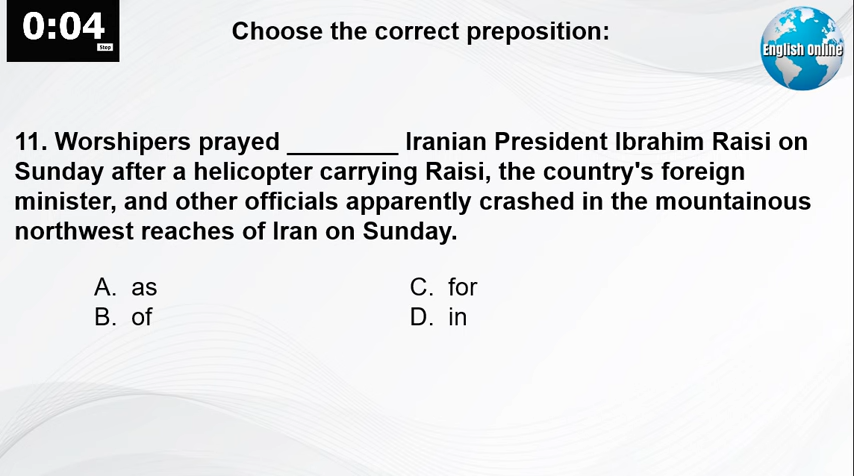 0:04
Stop
Choose the correct preposition:
English Online
11. Worshipers prayed ________ Iranian President Ibrahim Raisi on
Sunday after a helicopter carrying Raisi, the country's foreign
minister, and other officials apparently crashed in the mountainous
northwest reaches of Iran on Sunday.
A. as
B. of
C. for
D. in